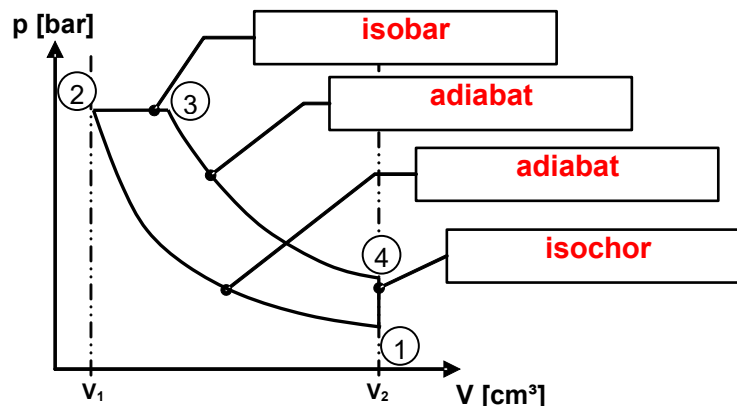 p [bar]
isobar
2
3
adiabat
adiabat
4
isochor
1
V₁
V₂
V [cm³]